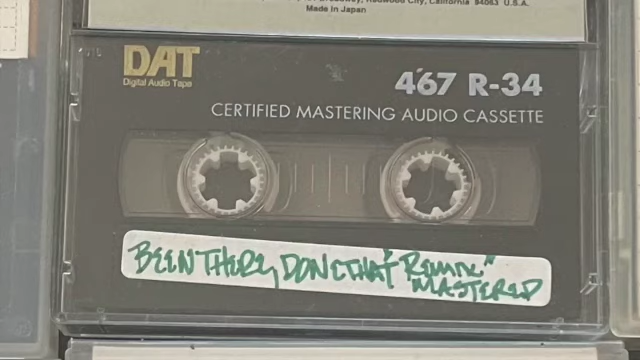 Broadway, Redwood City, California 94063 U.S.A.
Made in Japan
DAT
Digital Audio Tape
467 R-34
CERTIFIED MASTERING AUDIO CASSETTE
BEEN THERE, DONE THAT "REMIX"
MASTERED